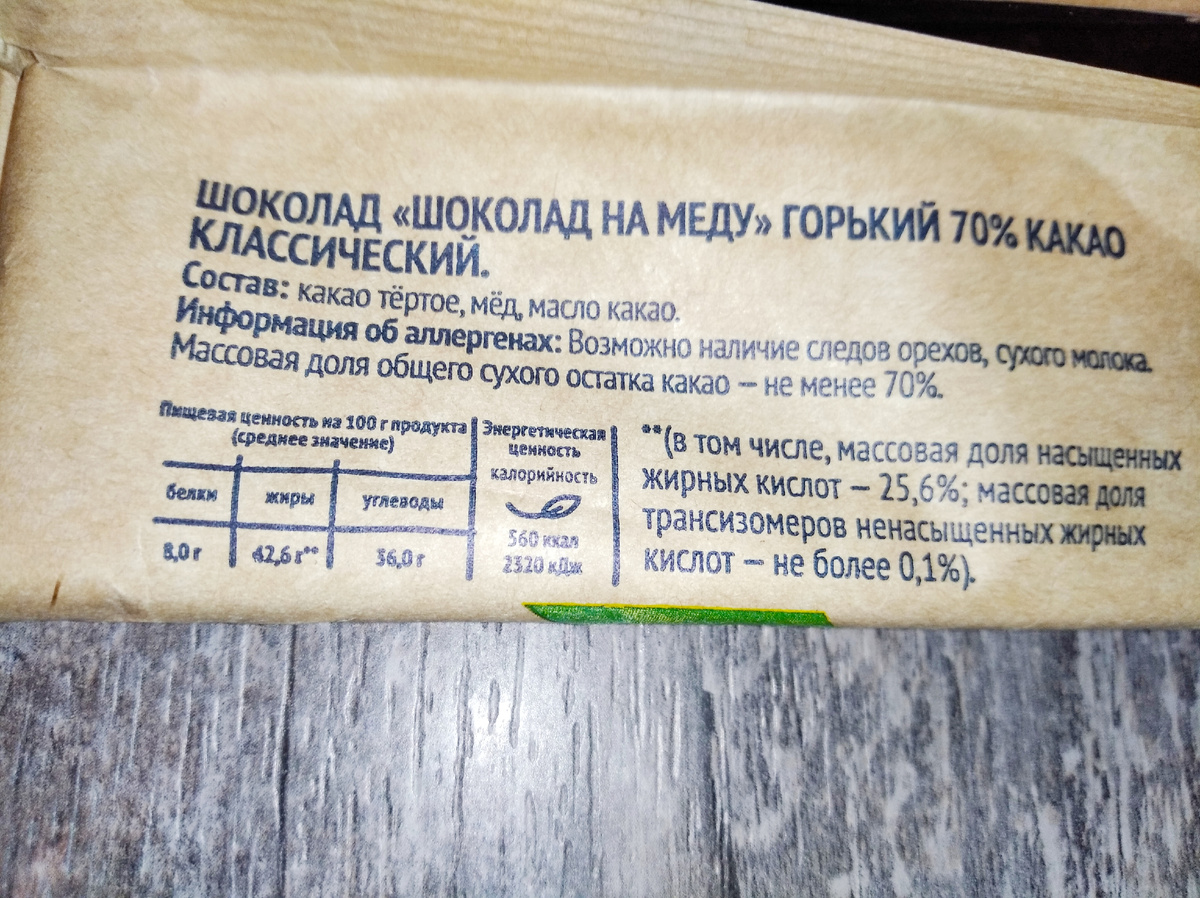 ШОКОЛАД «ШОКОЛАД НА МЕДУ» ГОРЬКИЙ 70% КАКАО
КЛАССИЧЕСКИЙ.
Состав: какао тёртое, мёд, масло какао.
Информация об аллергенах: Возможно наличие следов орехов, сухого молока.
Массовая доля общего сухого остатка какао – не менее 70%.
Пищевая ценность на 100 г продукта
(среднее значение)
белки жиры углеводы
8,0 г 42,6 г** 36,0 г
Энергетическая
ценность
калорийность
560 ккал
2320 кДж
**(в том числе, массовая доля насыщенных
жирных кислот – 25,6%; массовая доля
трансизомеров ненасыщенных жирных
кислот – не более 0,1%).